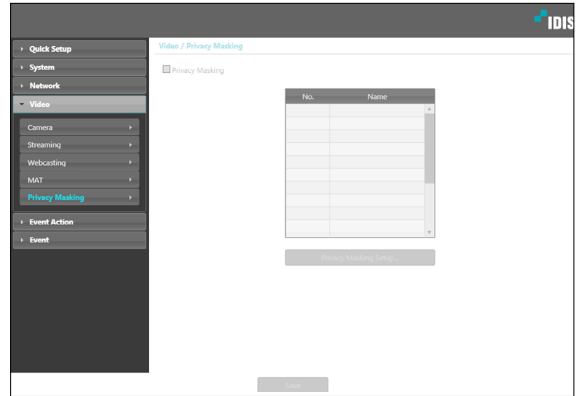 IDIS
Quick Setup
System
Network
Video
Camera
Streaming
Webcasting
MAT
Privacy Masking
Event Action
Event
Video / Privacy Masking
Privacy Masking
No. Name
Privacy Masking Setup...
Save